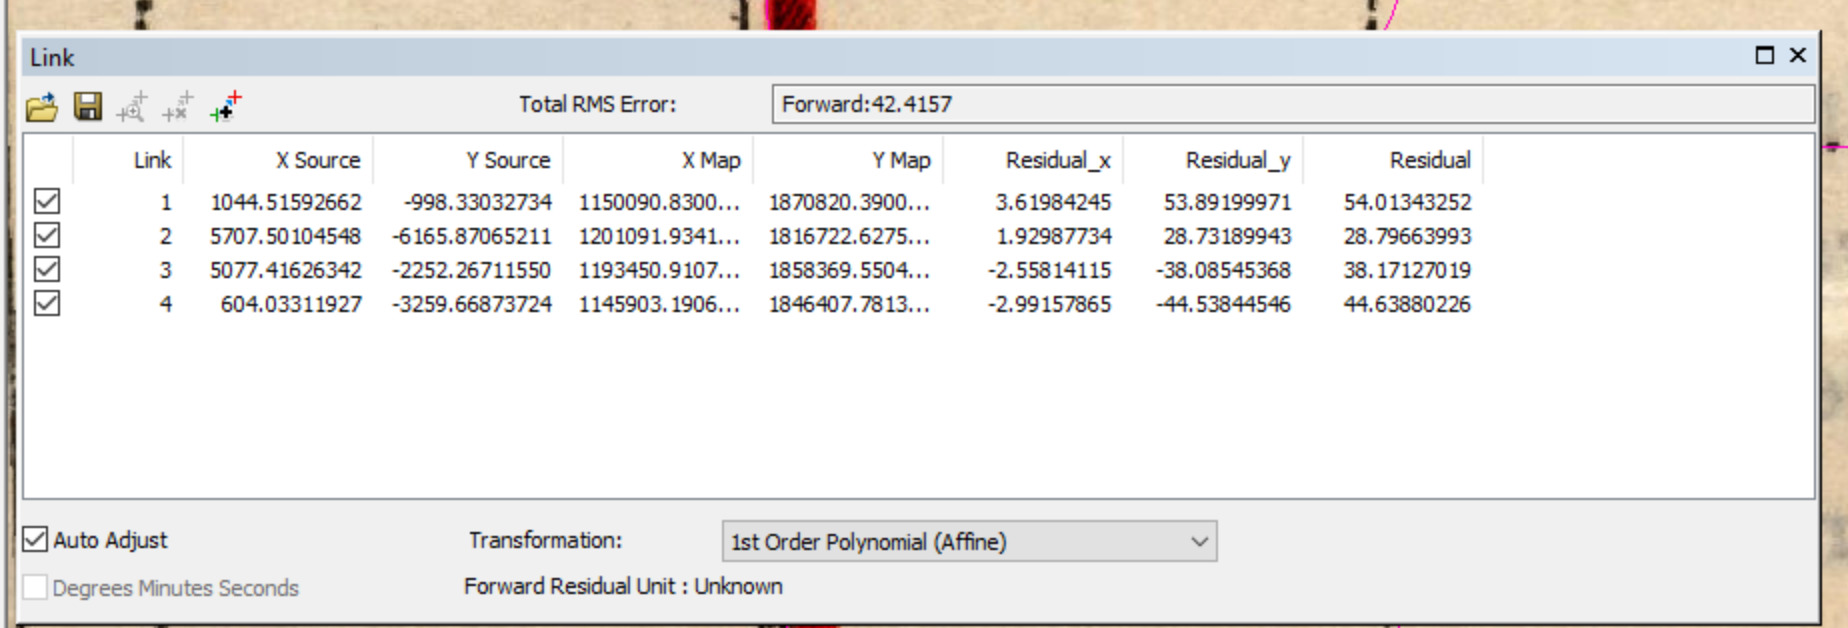 Link
Total RMS Error: Forward:42.4157
Link X Source Y Source X Map Y Map Residual_x Residual_y Residual
1 1044.51592662 -998.33032734 1150090.8300... 1870820.3900... 3.61984245 53.89199971 54.01343252
2 5707.50104548 -6165.87065211 1201091.9341... 1816722.6275... 1.92987734 28.73189943 28.79663993
3 5077.41626342 -2252.26711550 1193450.9107... 1858369.5504... -2.55814115 -38.08545368 38.17127019
4 604.03311927 -3259.66873724 1145903.1906... 1846407.7813... -2.99157865 -44.53844546 44.63880226
Auto Adjust Transformation: 1st Order Polynomial (Affine)
Degrees Minutes Seconds Forward Residual Unit : Unknown